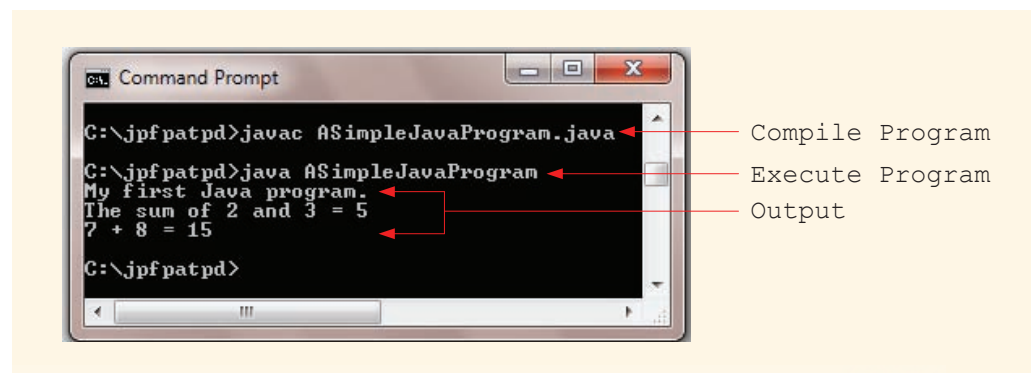 Command Prompt
C:\jpfpatpd>javac ASimpleJavaProgram.java
Compile Program
C:\jpfpatpd>java ASimpleJavaProgram
Execute Program
My first Java program.
The sum of 2 and 3 = 5
Output
7 + 8 = 15
C:\jpfpatpd>